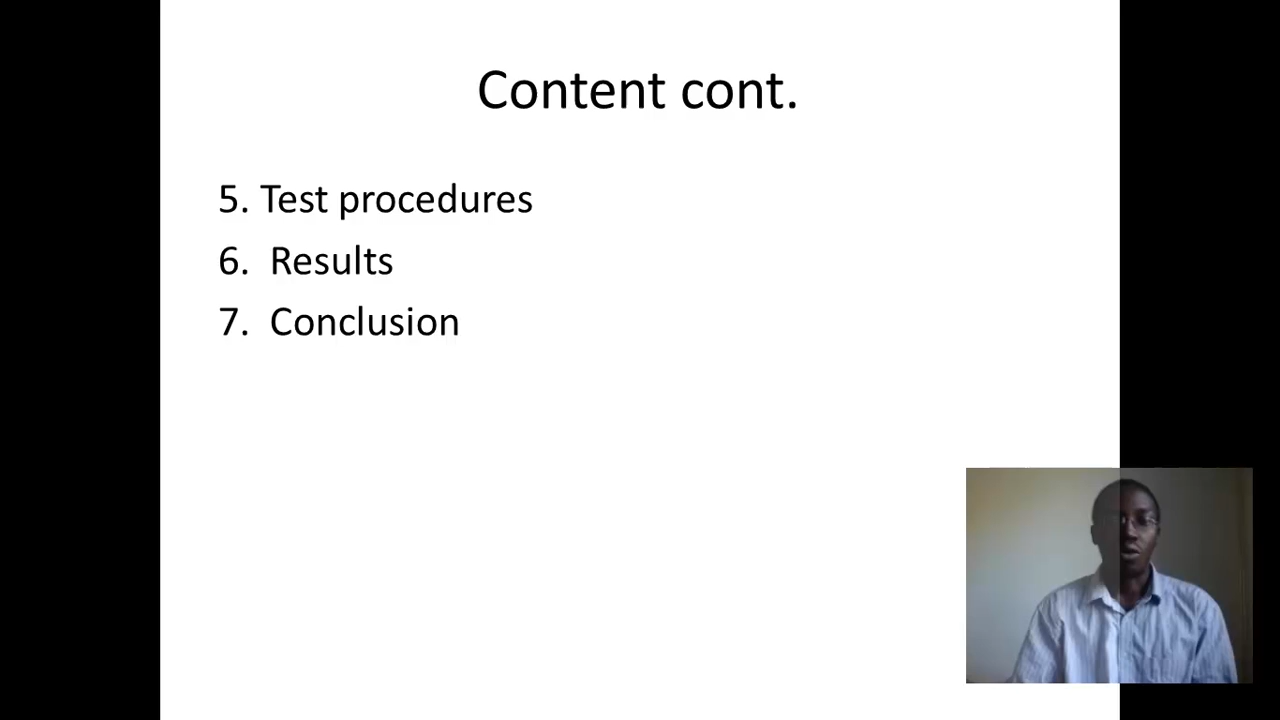 Content cont.
5. Test procedures
6. Results
7. Conclusion